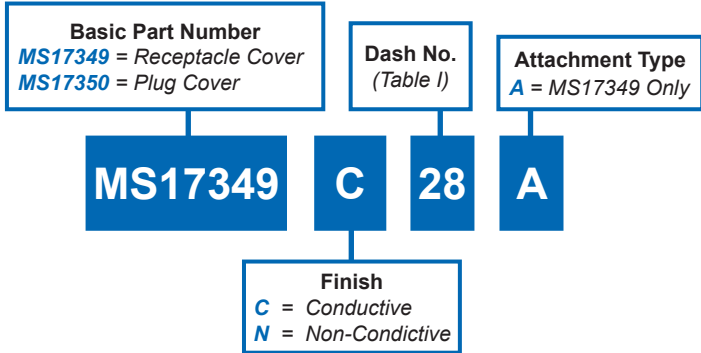 Basic Part Number
MS17349 = Receptacle Cover
MS17350 = Plug Cover
Dash No.
(Table I)
Attachment Type
A = MS17349 Only
MS17349 C 28 A
Finish
C = Conductive
N = Non-Condictive